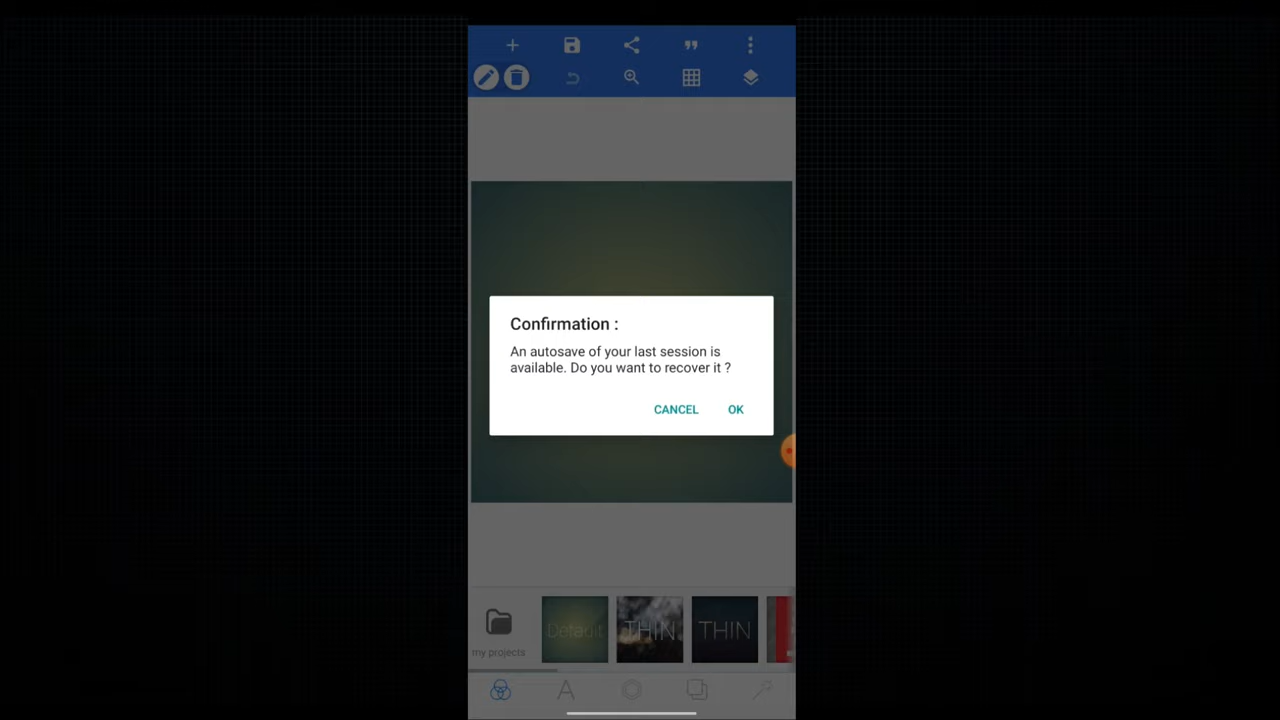 Confirmation :
An autosave of your last session is
available. Do you want to recover it ?
CANCEL OK
my projects
Default
THIN
THIN